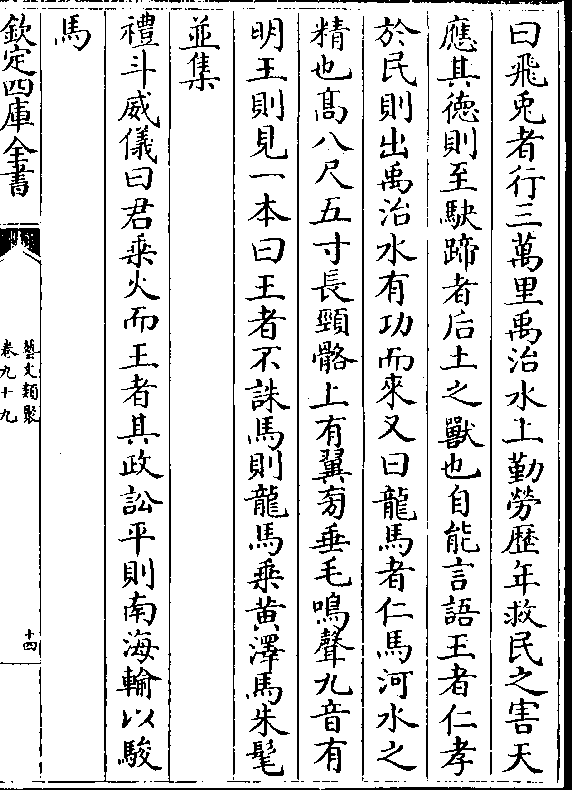 曰飛兎者行三萬里禹治水土勤勞歴年救民之害天
應其徳則至駃蹄者后土之獸也自能言語王者仁孝
於民則出禹治水有功而來又曰龍馬者仁馬河水之
精也髙八尺五寸長頸骼上有翼旁垂毛鳴聲九音有
明王則見一本曰王者不誅馬則龍馬乗黄澤馬朱髦
並集
禮斗威儀曰君乗火而王者其政訟平則南海輸以駿
馬
欽定四庫全書
藝文類聚
卷九十九
十四